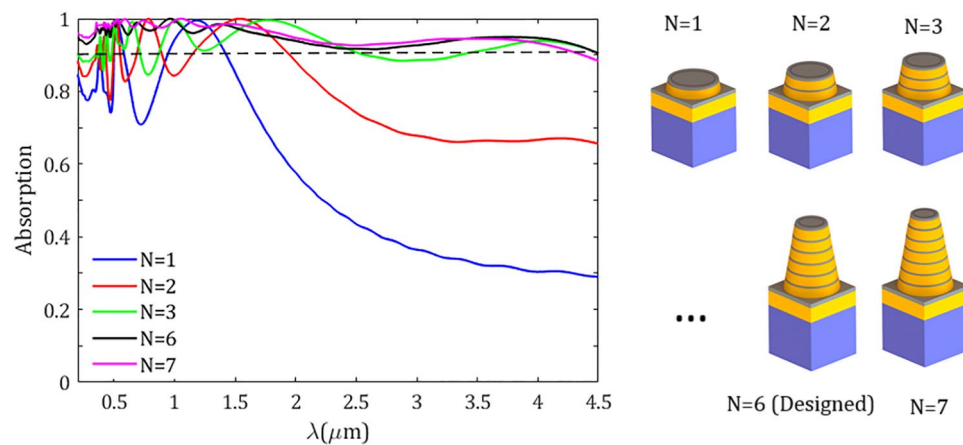 1
0.8
0.6
0.4
0.2
0
Absorption
N=1
N=2
N=3
N=6
N=7
0.5 1 1.5 2 2.5 3 3.5 4 4.5
λ(μm)
N=1 N=2 N=3
...
N=6 (Designed) N=7